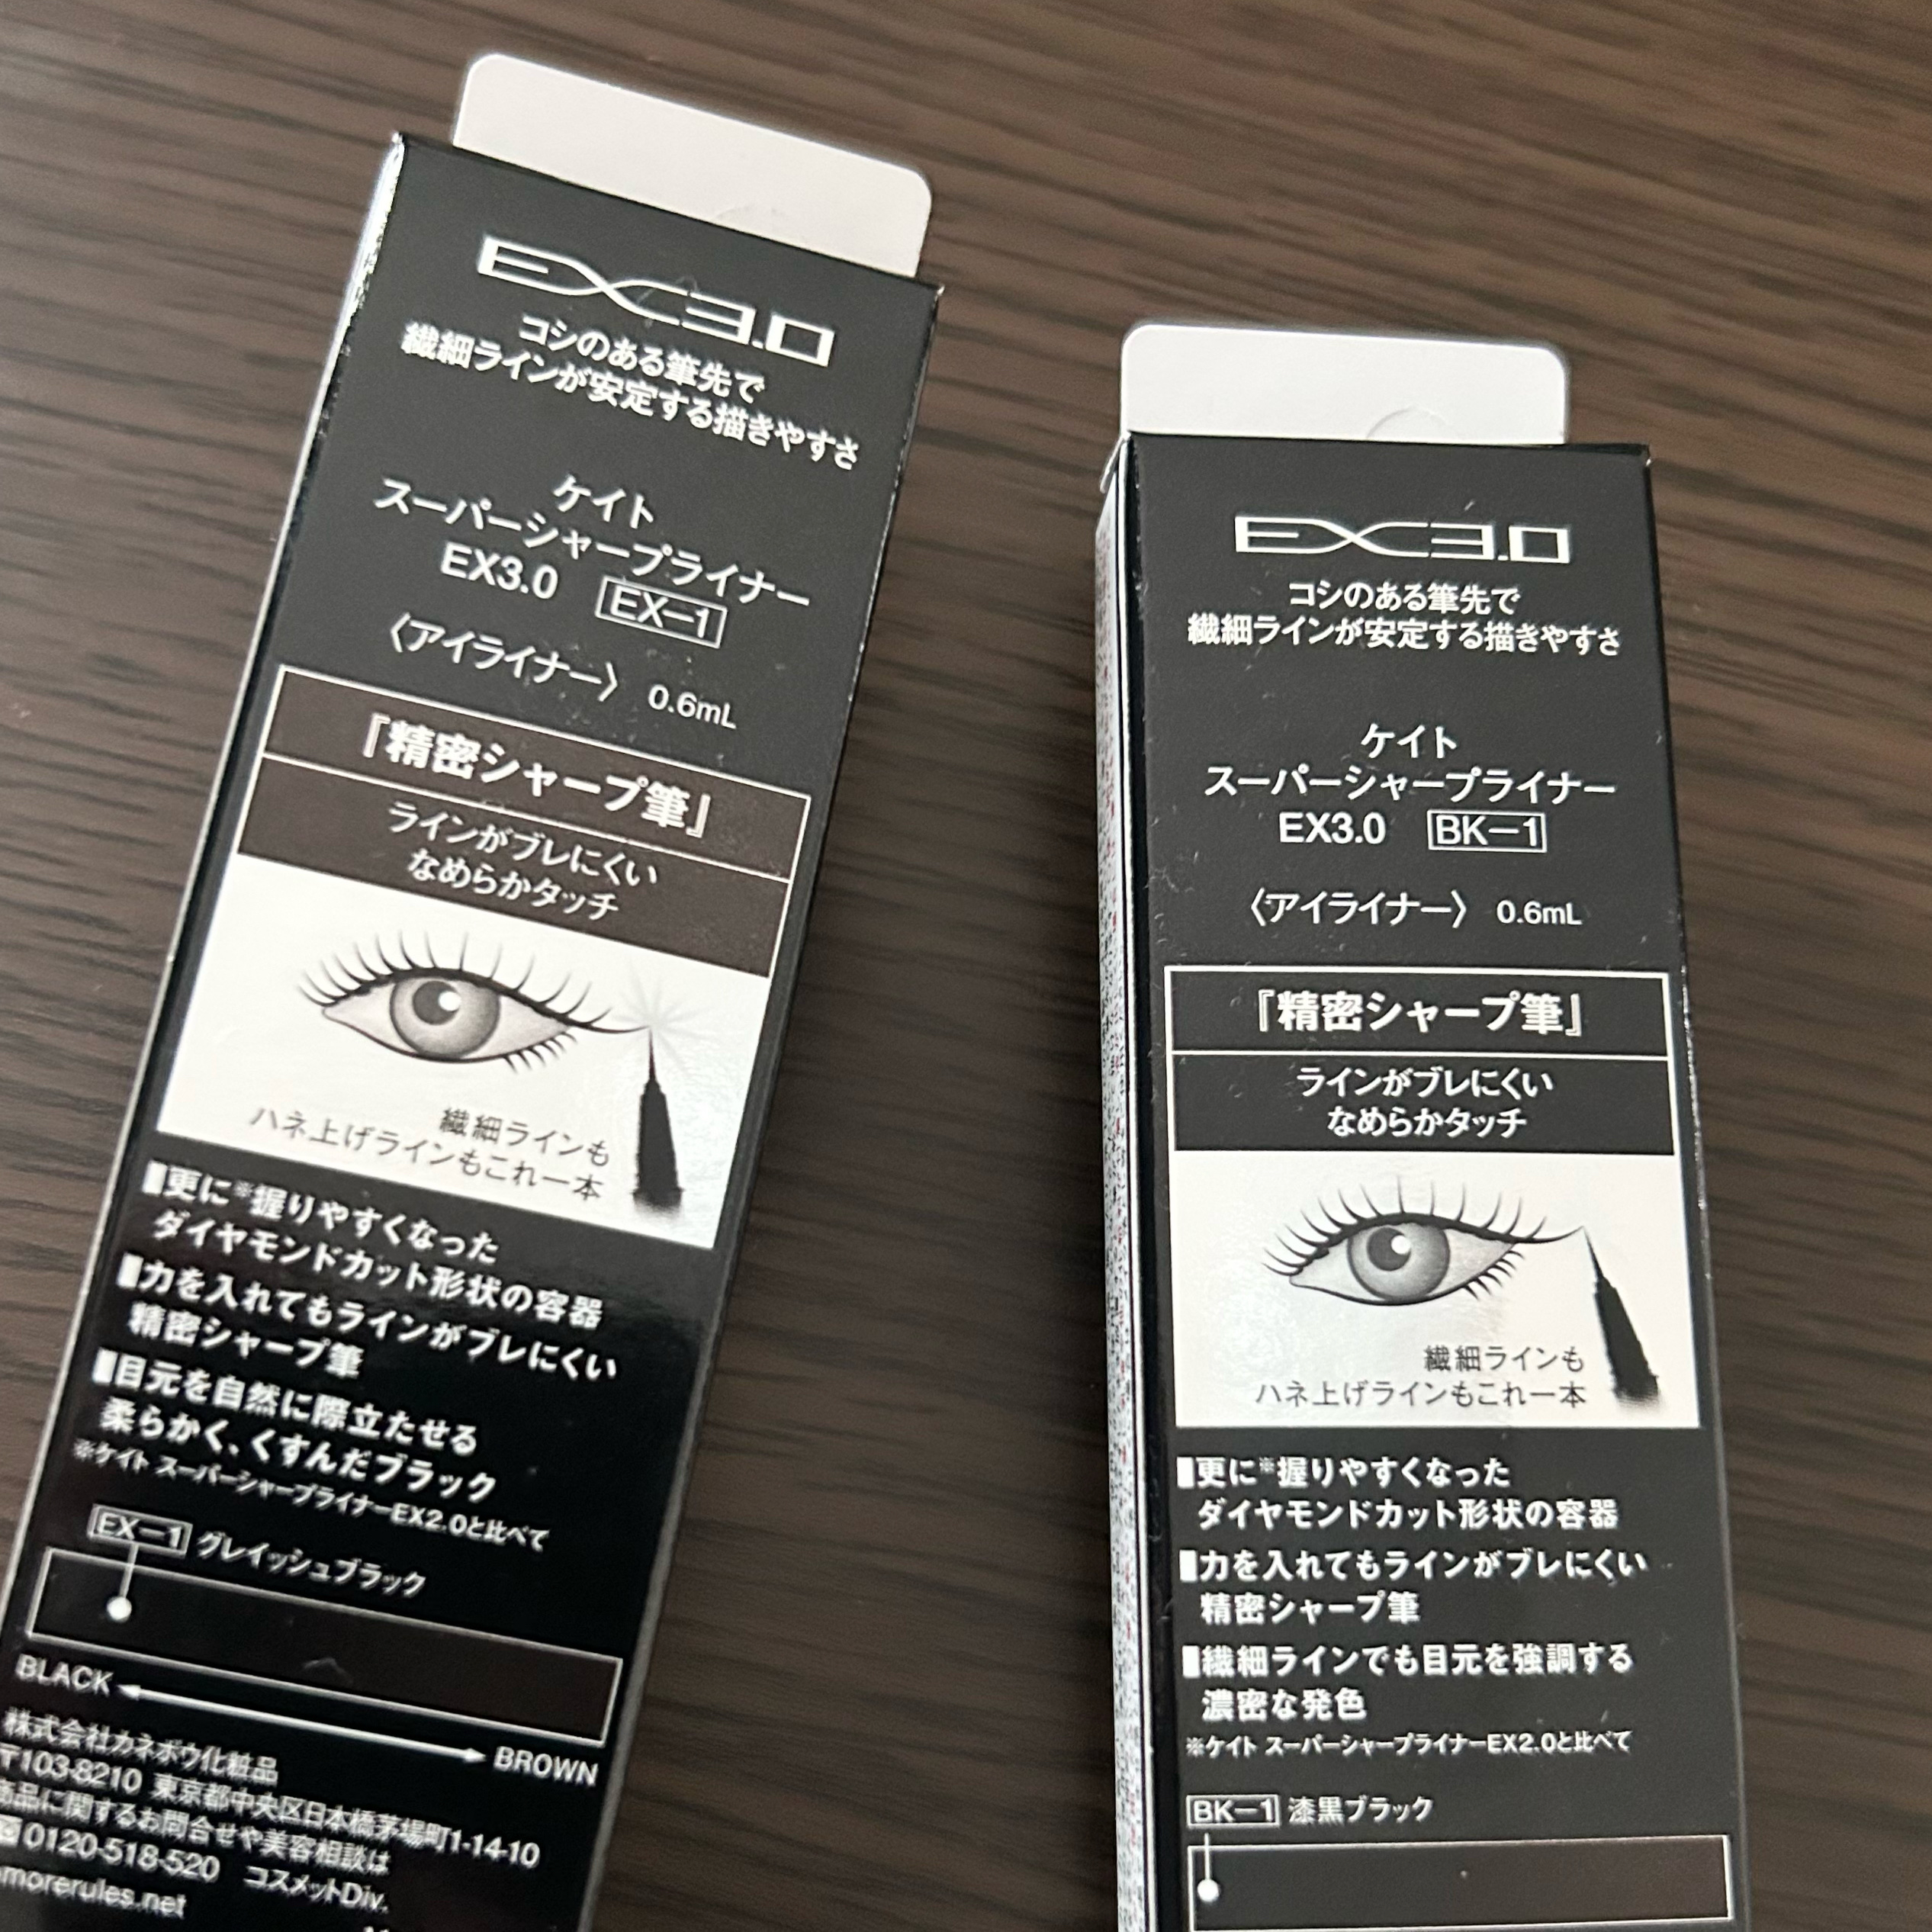 EX3.0
コシのある筆先で
繊細ラインが安定する描きやすさ
ケイト
スーパーシャープライナー
EX3.0 EX-1
〈アイライナー〉 0.6mL
『精密シャープ筆』
ラインがブレにくい
なめらかタッチ
繊細ラインも
ハネ上げラインもこれ一本
■更に※握りやすくなった
ダイヤモンドカット形状の容器
■力を入れてもラインがブレにくい
精密シャープ筆
■目元を自然に際立たせる
柔らかく、くすんだブラック
※ケイト スーパーシャープライナーEX2.0と比べて
EX-1 グレイッシュブラック
BLACK
BROWN
株式会社カネボウ化粧品
〒103-8210 東京都中央区日本橋茅場町1-14-10
商品に関するお問合せや美容相談は
0120-518-520 コスメットDiv.
morerules.net
EX3.0
コシのある筆先で
繊細ラインが安定する描きやすさ
ケイト
スーパーシャープライナー
EX3.0 BK-1
〈アイライナー〉 0.6mL
『精密シャープ筆』
ラインがブレにくい
なめらかタッチ
繊細ラインも
ハネ上げラインもこれ一本
■更に※握りやすくなった
ダイヤモンドカット形状の容器
■力を入れてもラインがブレにくい
精密シャープ筆
■繊細ラインでも目元を強調する
濃密な発色
※ケイト スーパーシャープライナーEX2.0と比べて
BK-1 漆黒ブラック